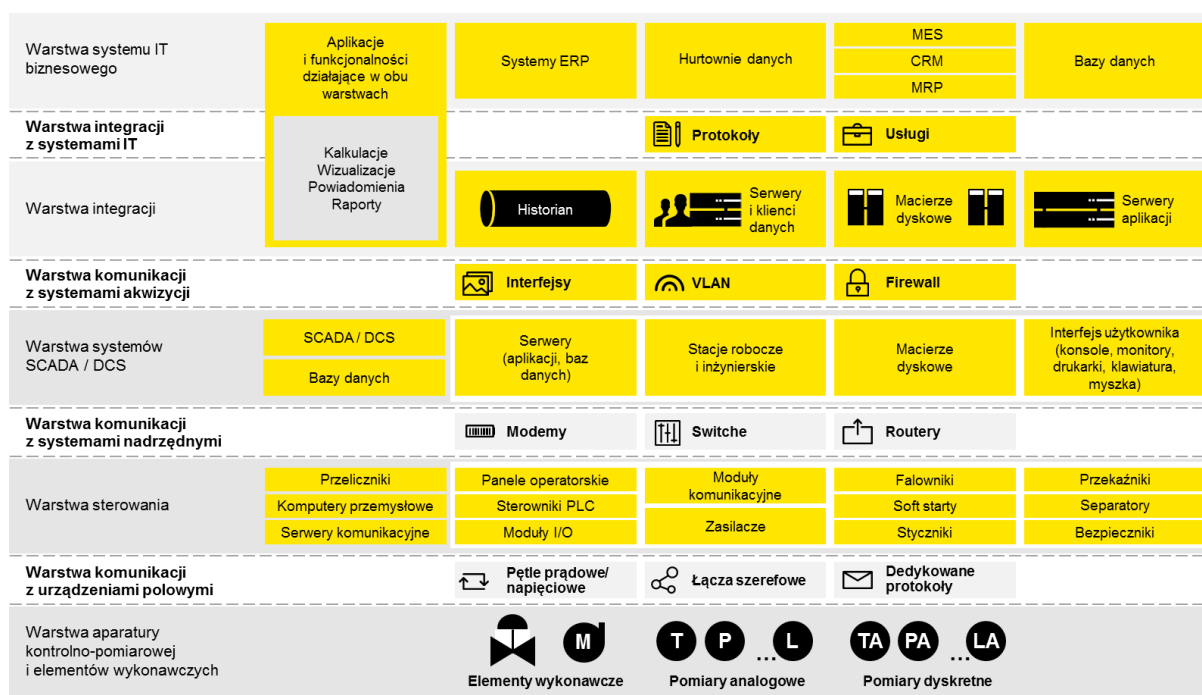 Warstwa systemu IT
biznesowego
Aplikacje
i funkcjonalności
działające w obu
warstwach
Systemy ERP
Hurtownie danych
MES
CRM
MRP
Bazy danych
Warstwa integracji
z systemami IT
Protokoły
Usługi
Kalkulacje
Wizualizacje
Powiadomienia
Raporty
Warstwa integracji
Historian
Serwery
i klienci
danych
Macierze
dyskowe
Serwery
aplikacji
Warstwa komunikacji
z systemami akwizycji
Interfejsy
VLAN
Firewall
Warstwa systemów
SCADA / DCS
SCADA / DCS
Bazy danych
Serwery
(aplikacji, baz
danych)
Stacje robocze
i inżynierskie
Macierze
dyskowe
Interfejs użytkownika
(konsole, monitory,
drukarki, klawiatura,
myszka)
Warstwa komunikacji
z systemami nadrzędnymi
Modemy
Switche
Routery
Warstwa sterowania
Przeliczniki
Komputery przemysłowe
Serwery komunikacyjne
Panele operatorskie
Sterowniki PLC
Moduły I/O
Moduły
komunikacyjne
Zasilacze
Falowniki
Soft starty
Styczniki
Przekaźniki
Separatory
Bezpieczniki
Warstwa komunikacji
z urządzeniami polowymi
Pętle prądowe/
napięciowe
Łącza szerefowe
Dedykowane
protokoły
Warstwa aparatury
kontrolno-pomiarowej
i elementów wykonawczych
M
Elementy wykonawcze
T P ... L
Pomiary analogowe
TA PA ... LA
Pomiary dyskretne